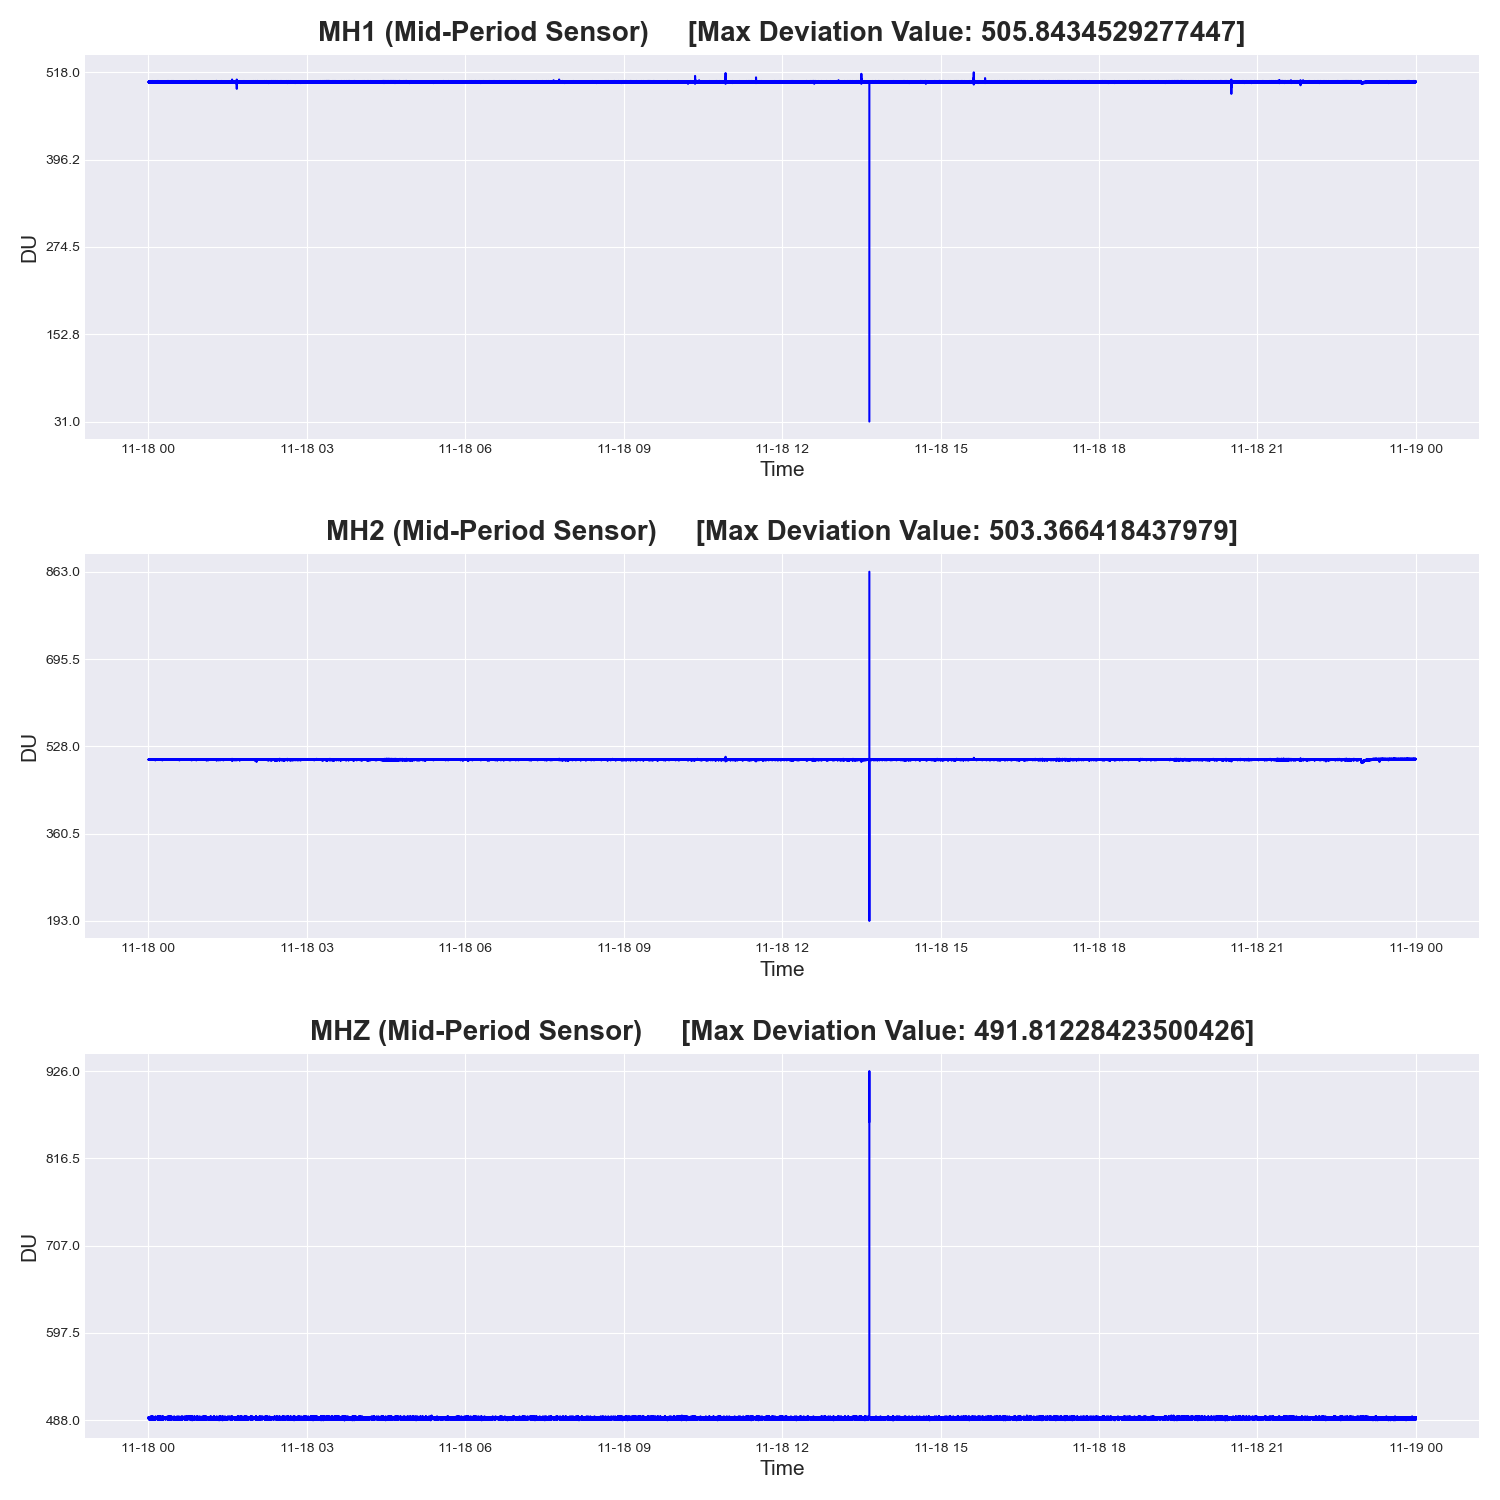 MH1 (Mid-Period Sensor) [Max Deviation Value: 505.8434529277447]
518.0
396.2
274.5
152.8
31.0
DU
11-18 00 11-18 03 11-18 06 11-18 09 11-18 12 11-18 15 11-18 18 11-18 21 11-19 00
Time
MH2 (Mid-Period Sensor) [Max Deviation Value: 503.366418437979]
863.0
695.5
528.0
360.5
193.0
DU
11-18 00 11-18 03 11-18 06 11-18 09 11-18 12 11-18 15 11-18 18 11-18 21 11-19 00
Time
MHZ (Mid-Period Sensor) [Max Deviation Value: 491.81228423500426]
926.0
816.5
707.0
597.5
488.0
DU
11-18 00 11-18 03 11-18 06 11-18 09 11-18 12 11-18 15 11-18 18 11-18 21 11-19 00
Time